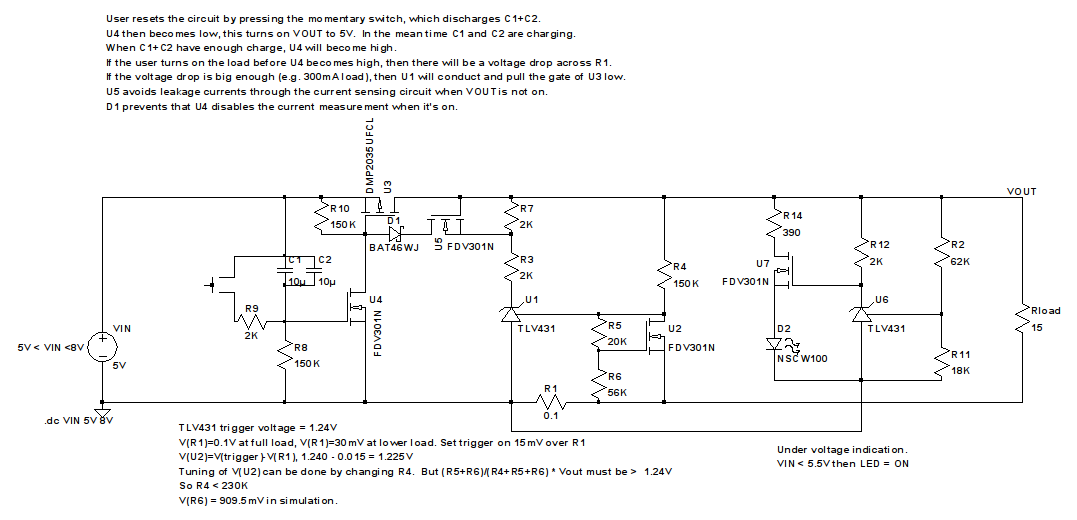 User resets the circuit by pressing the momentary switch, which discharges C1+C2.
U4 then becomes low, this turns on VOUT to 5V. In the mean time C1 and C2 are charging.
When C1+C2 have enough charge, U4 will become high.
If the user turns on the load before U4 becomes high, then there will be a voltage drop across R1.
If the voltage drop is big enough (e.g. 300mA load), then U1 will conduct and pull the gate of U3 low.
U5 avoids leakage currents through the current sensing circuit when VOUT is not on.
D1 prevents that U4 disables the current measurement when it's on.
DMP2035UFCL
U3
VOUT
R10
150K
D1
BAT46WJ
U5
FDV301N
R7
2K
R14
390
R12
2K
R2
62K
C1
10µ
C2
10µ
R3
2K
R4
150K
U7
FDV301N
R9
2K
U4
FDV301N
U1
TLV431
U6
TLV431
Rload
15
VIN
5V < VIN <8V
5V
R8
150K
R5
20K
U2
FDV301N
D2
NSCW100
R11
18K
R6
56K
R1
0.1
.dc VIN 5V 8V
TLV431 trigger voltage = 1.24V
V(R1)=0.1V at full load, V(R1)=30mV at lower load. Set trigger on 15mV over R1
V(U2)=V(trigger)-V(R1), 1.240 - 0.015 = 1.225V
Tuning of V(U2) can be done by changing R4. But (R5+R6)/(R4+R5+R6) * Vout must be > 1.24V
So R4 < 230K
V(R6) = 909.5mV in simulation.
Under voltage indication.
VIN < 5.5V then LED = ON